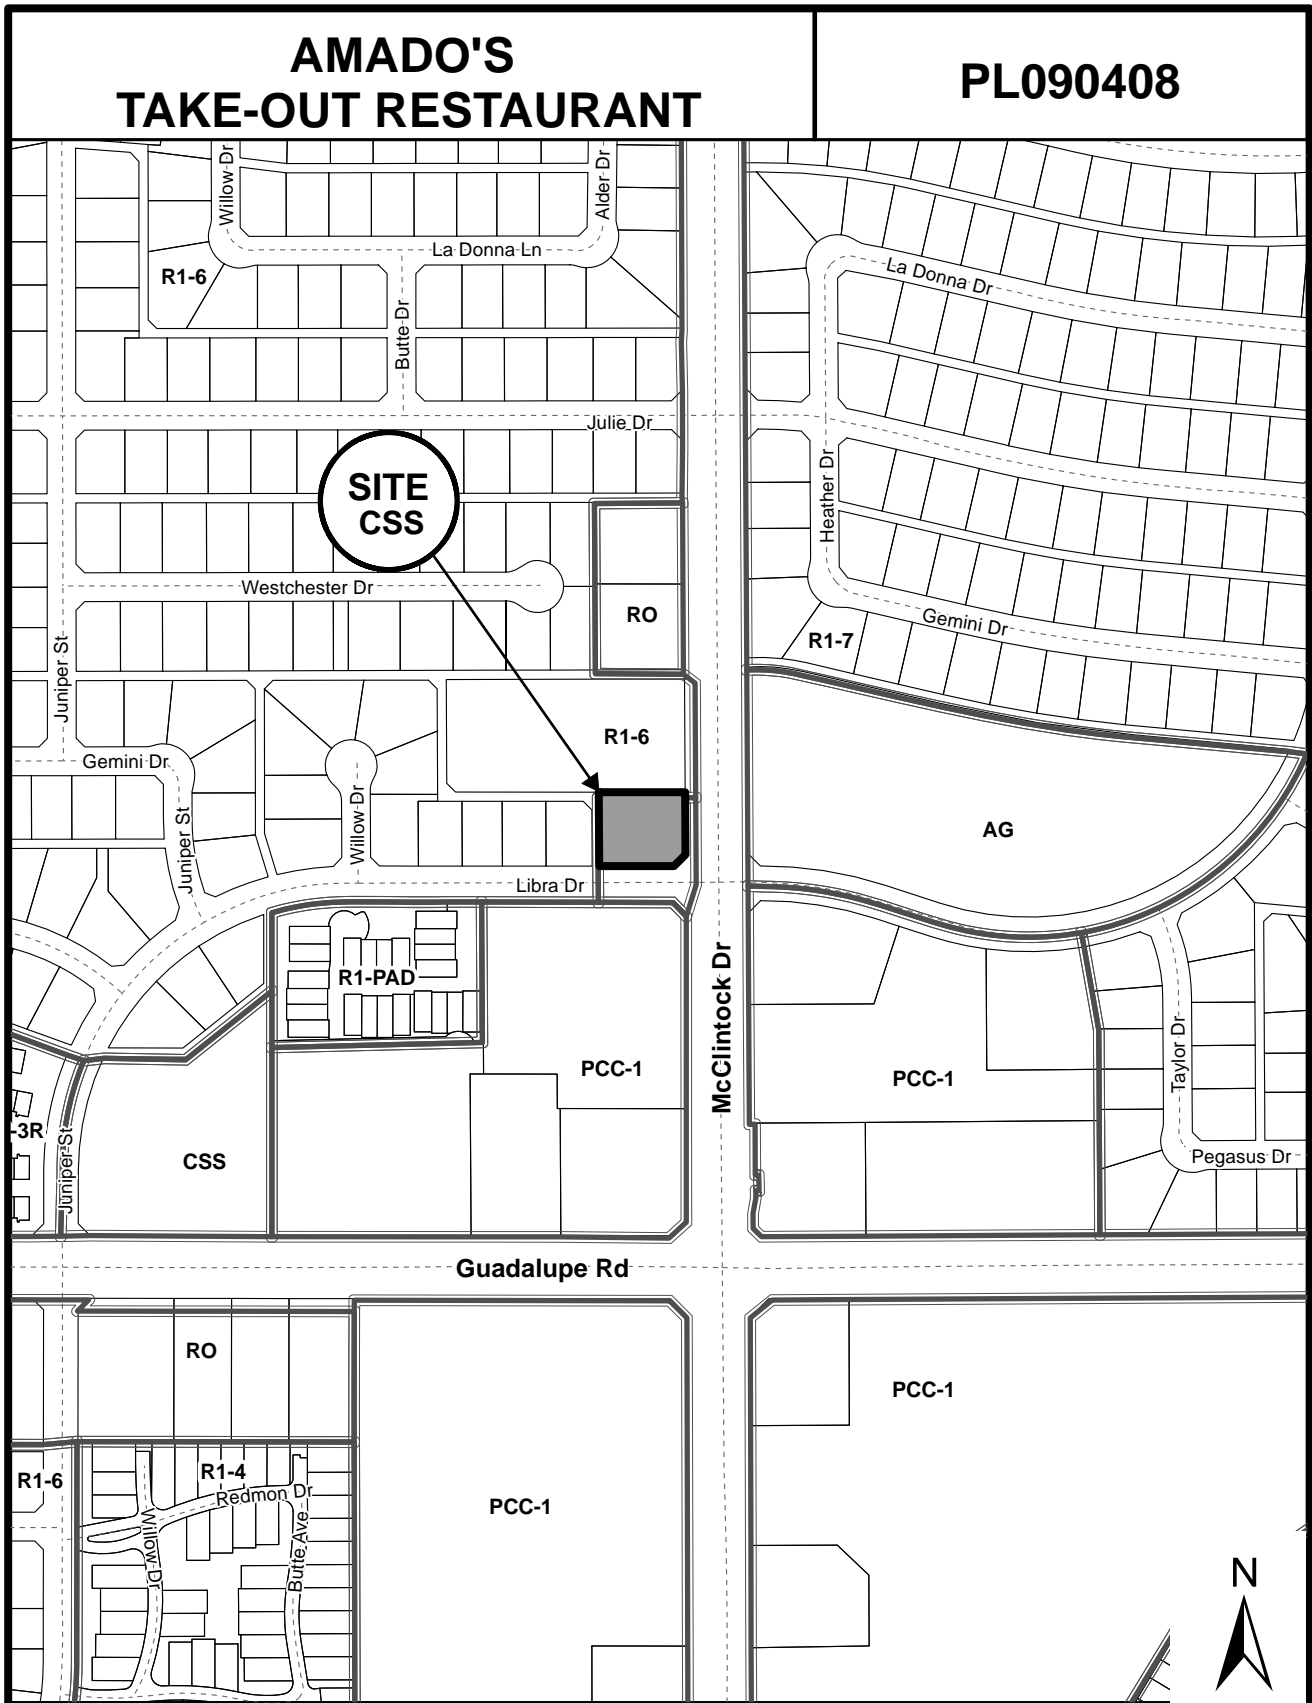 AMADO'S
TAKE-OUT RESTAURANT
PL090408
Willow Dr
Alder Dr
La Donna Ln
R1-6
La Donna Dr
Butte Dr
Julie Dr
SITE
CSS
Heather Dr
Westchester Dr
RO
Gemini Dr
R1-7
Juniper St
R1-6
Gemini Dr
Willow Dr
Juniper St
AG
Libra Dr
R1-PAD
McClintock Dr
PCC-1
PCC-1
Taylor Dr
-3R
Juniper St
CSS
Pegasus Dr
Guadalupe Rd
RO
PCC-1
R1-6
R1-4
Redmon Dr
PCC-1
Willow Dr
Butte Ave
N